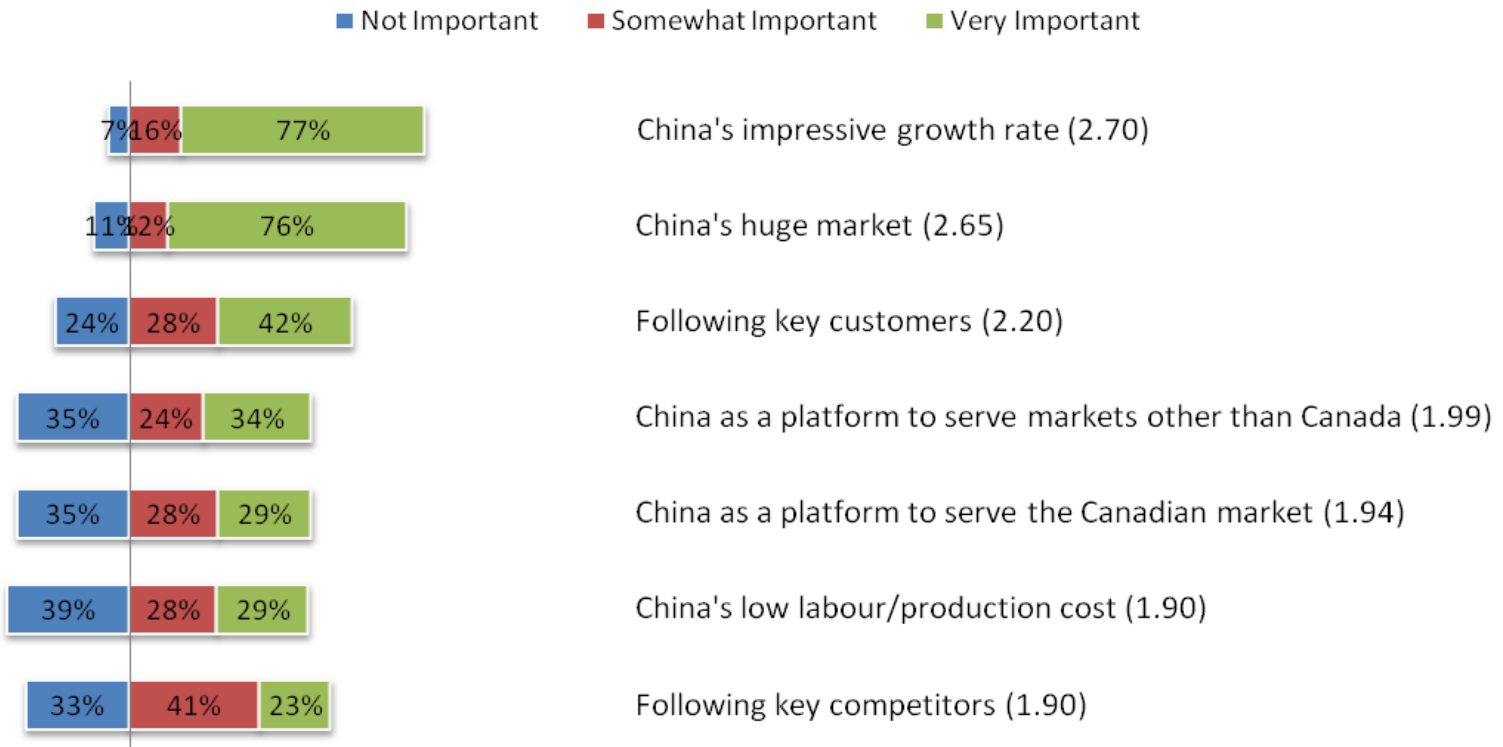 Not Important Somewhat Important Very Important
7% 16% 77% China's impressive growth rate (2.70)
11% 12% 76% China's huge market (2.65)
24% 28% 42% Following key customers (2.20)
35% 24% 34% China as a platform to serve markets other than Canada (1.99)
35% 28% 29% China as a platform to serve the Canadian market (1.94)
39% 28% 29% China's low labour/production cost (1.90)
33% 41% 23% Following key competitors (1.90)